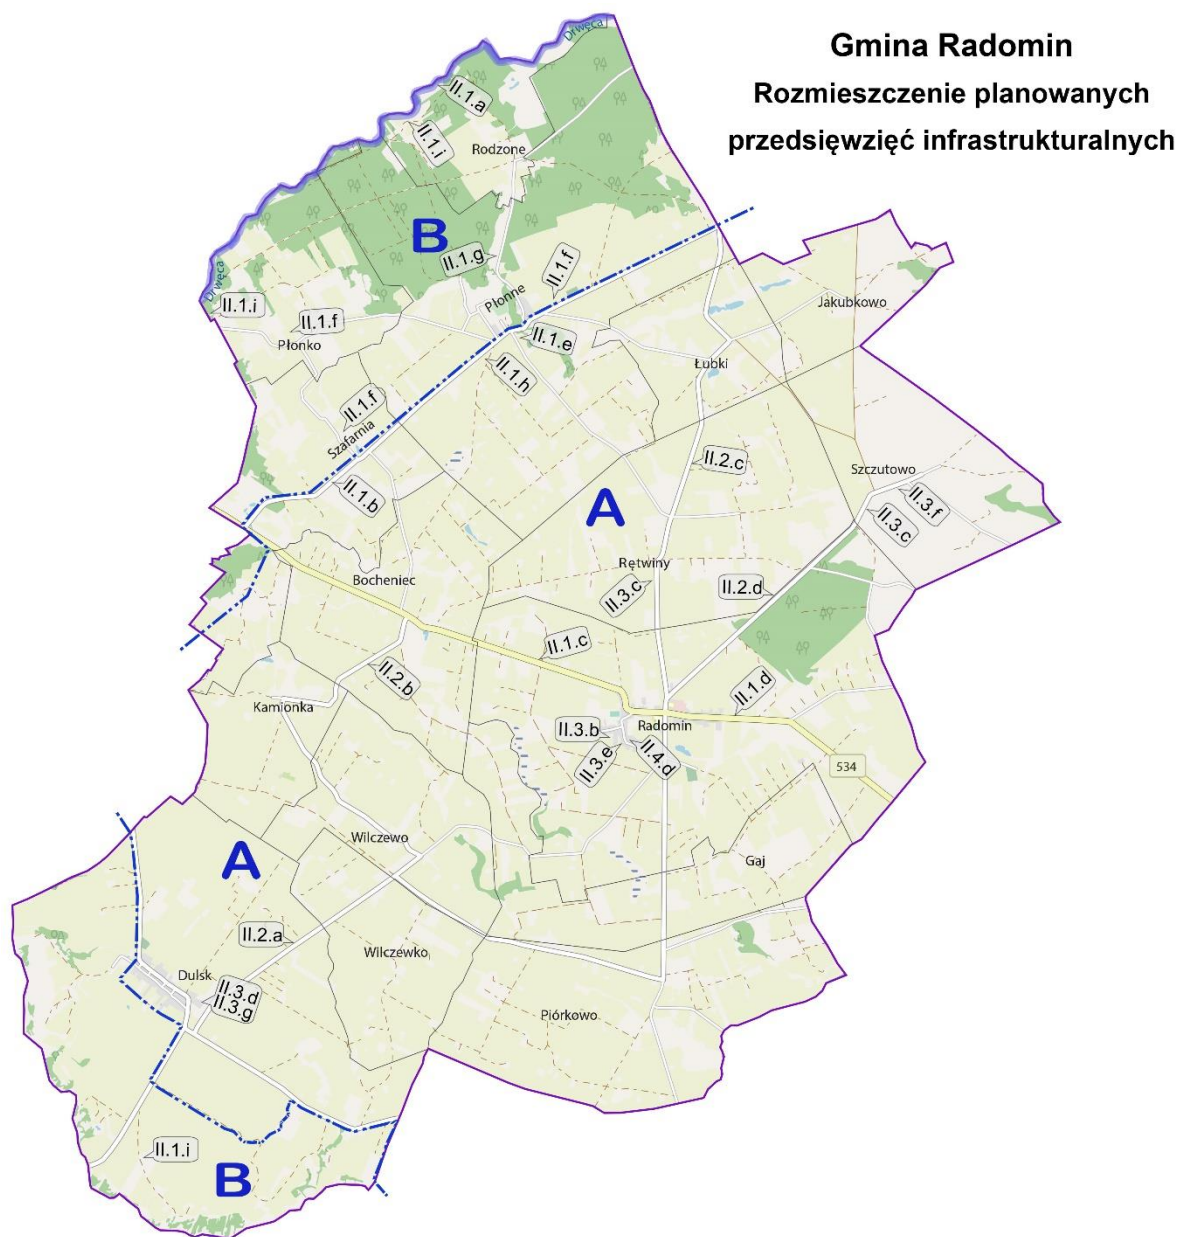 Gmina Radomin
Rozmieszczenie planowanych
przedsięwzięć infrastrukturalnych
Drwęca
II.1.a
II.1.i
Rodzone
B
II.1.g
II.1.f
Drwęca
II.1.i
Płonne
Jakubkowo
II.1.f
Płonko
II.1.e
Łubki
II.1.h
II.1.f
Szafarnia
II.2.c
Szczutowo
II.1.b
A
II.3.f
II.3.c
Rętwiny
Bocheniec
II.3.c
II.2.d
II.1.c
II.2.b
II.1.d
Kamionka
II.3.b
Radomin
II.3.e
II.4.d
534
Wilczewo
A
Gaj
II.2.a
Wilczewko
Dulsk
II.3.d
II.3.g
Piórkowo
II.1.i
B